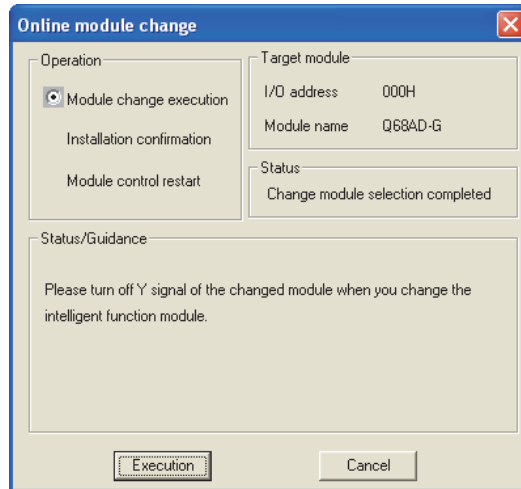 Online module change
Operation
Module change execution
Installation confirmation
Module control restart
Target module
I/O address 000H
Module name Q68AD-G
Status
Change module selection completed
Status/Guidance
Please turn off Y signal of the changed module when you change the
intelligent function module.
Execution
Cancel